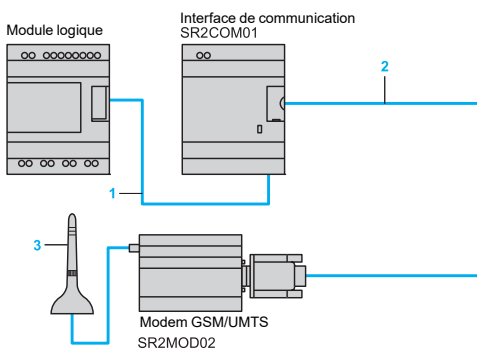 Module logique
Interface de communication
SR2COM01
2
1
3
Modem GSM/UMTS
SR2MOD02